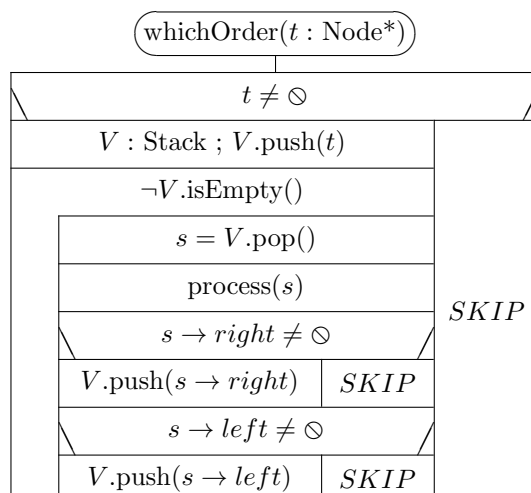 whichOrder(t : Node*)
t ≠ ⦸
V : Stack ; V.push(t)
¬V.isEmpty()
s = V.pop()
process(s)
SKIP
s → right ≠ ⦸
V.push(s → right) SKIP
s → left ≠ ⦸
V.push(s → left) SKIP